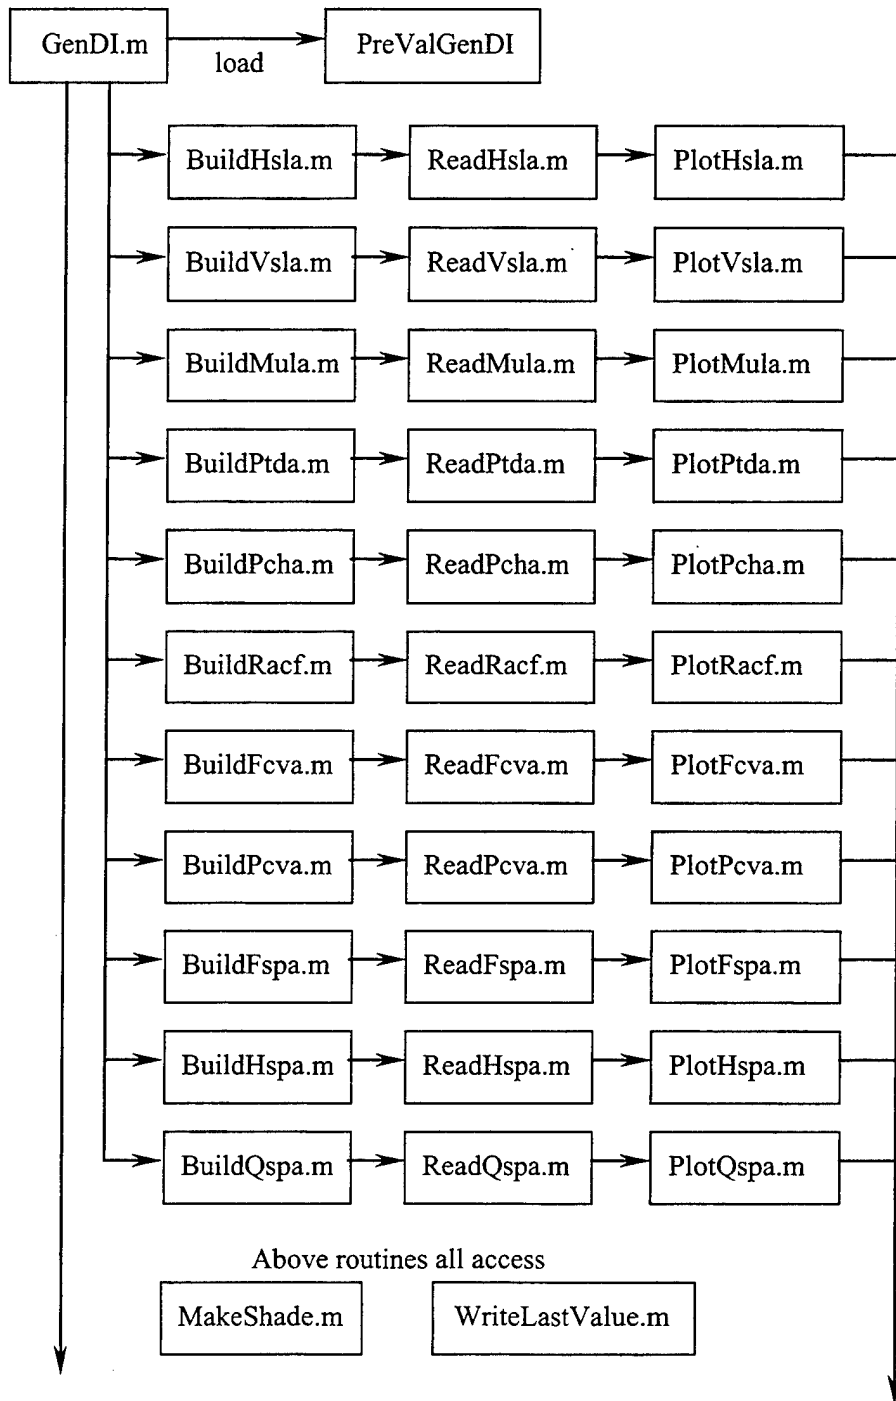 GenDI.m
load
PreValGenDI
BuildHsla.m ReadHsla.m PlotHsla.m
BuildVsla.m ReadVsla.m PlotVsla.m
BuildMula.m ReadMula.m PlotMula.m
BuildPtda.m ReadPtda.m PlotPtda.m
BuildPcha.m ReadPcha.m PlotPcha.m
BuildRacf.m ReadRacf.m PlotRacf.m
BuildFcva.m ReadFcva.m PlotFcva.m
BuildPcva.m ReadPcva.m PlotPcva.m
BuildFspa.m ReadFspa.m PlotFspa.m
BuildHspa.m ReadHspa.m PlotHspa.m
BuildQspa.m ReadQspa.m PlotQspa.m
Above routines all access
MakeShade.m WriteLastValue.m